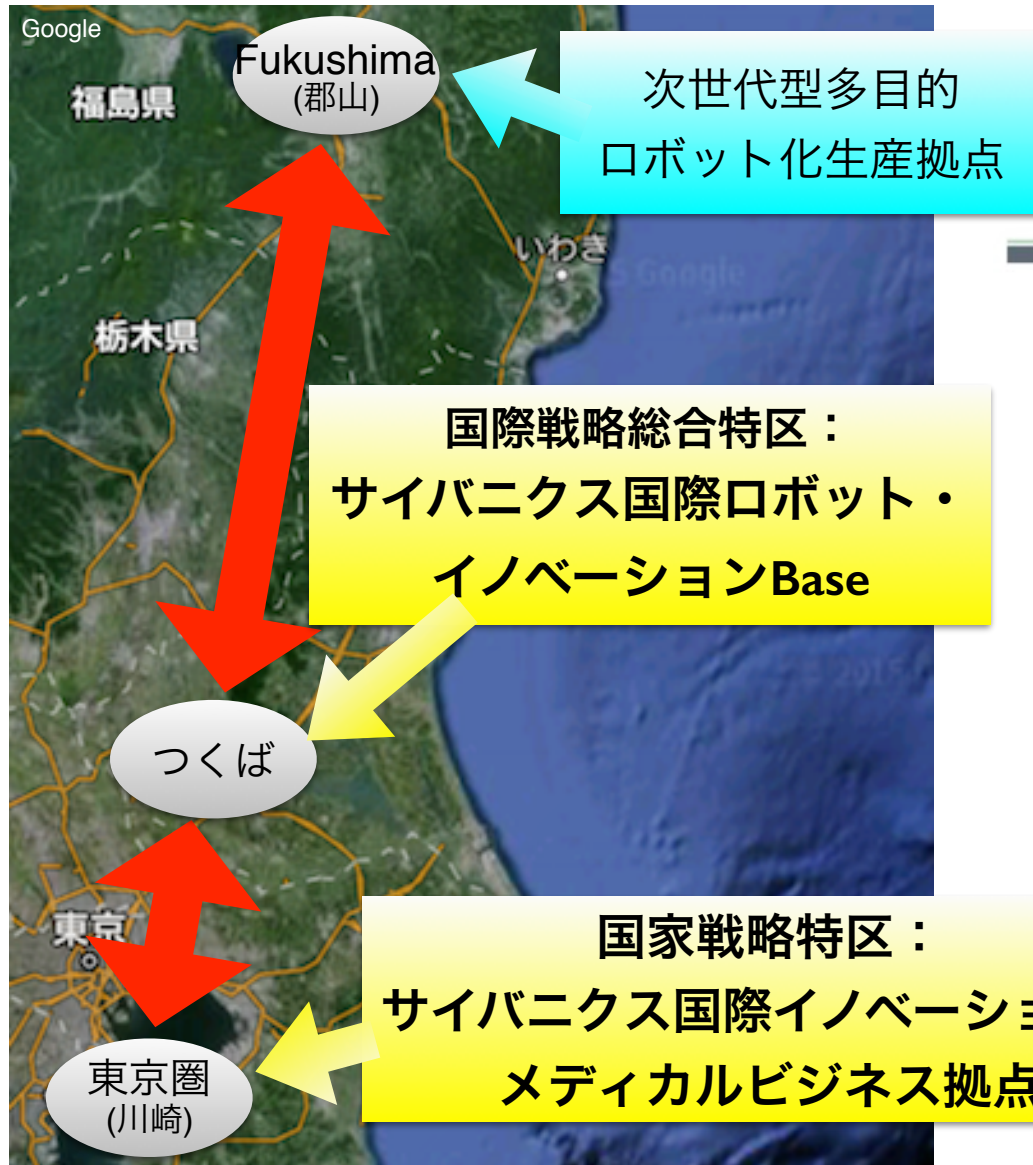 Google
Fukushima
(郡山)
福島県
次世代型多目的
ロボット化生産拠点
いわき
Google
栃木県
国際戦略総合特区：
サイバニクス国際ロボット・
イノベーションBase
2015
つくば
東京
国家戦略特区：
サイバニクス国際イノベーショ
メディカルビジネス拠点
東京圏
(川崎)